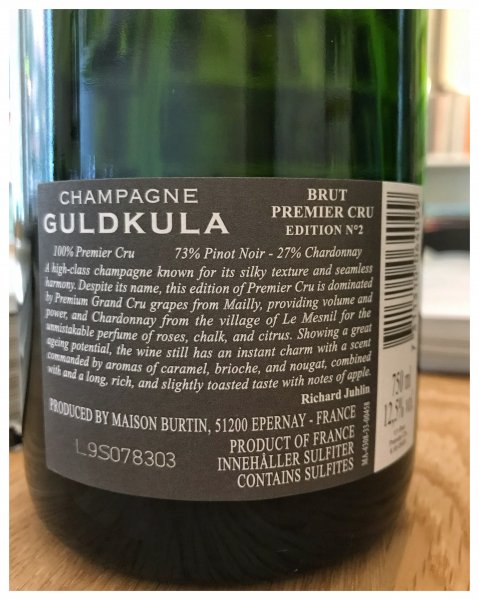 CHAMPAGNE
GULDKULA
BRUT
PREMIER CRU
EDITION N°2
100% Premier Cru 73% Pinot Noir - 27% Chardonnay
A high-class champagne known for its silky texture and seamless
harmony. Despite its name, this edition of Premier Cru is dominated
by Premium Grand Cru grapes from Mailly, providing volume and
power, and Chardonnay from the village of Le Mesnil for the
unmistakable perfume of roses, chalk, and citrus. Showing a great
ageing potential, the wine still has an instant charm with a scent
commanded by aromas of caramel, brioche, and nougat, combined
with and a long, rich, and slightly toasted taste with notes of apple.
Richard Juhlin
PRODUCED BY MAISON BURTIN, 51200 EPERNAY - FRANCE
PRODUCT OF FRANCE
INNEHÅLLER SULFITER
CONTAINS SULFITES
L9S078303
MA-4308-33-00458
750 ml
12,5% vol.